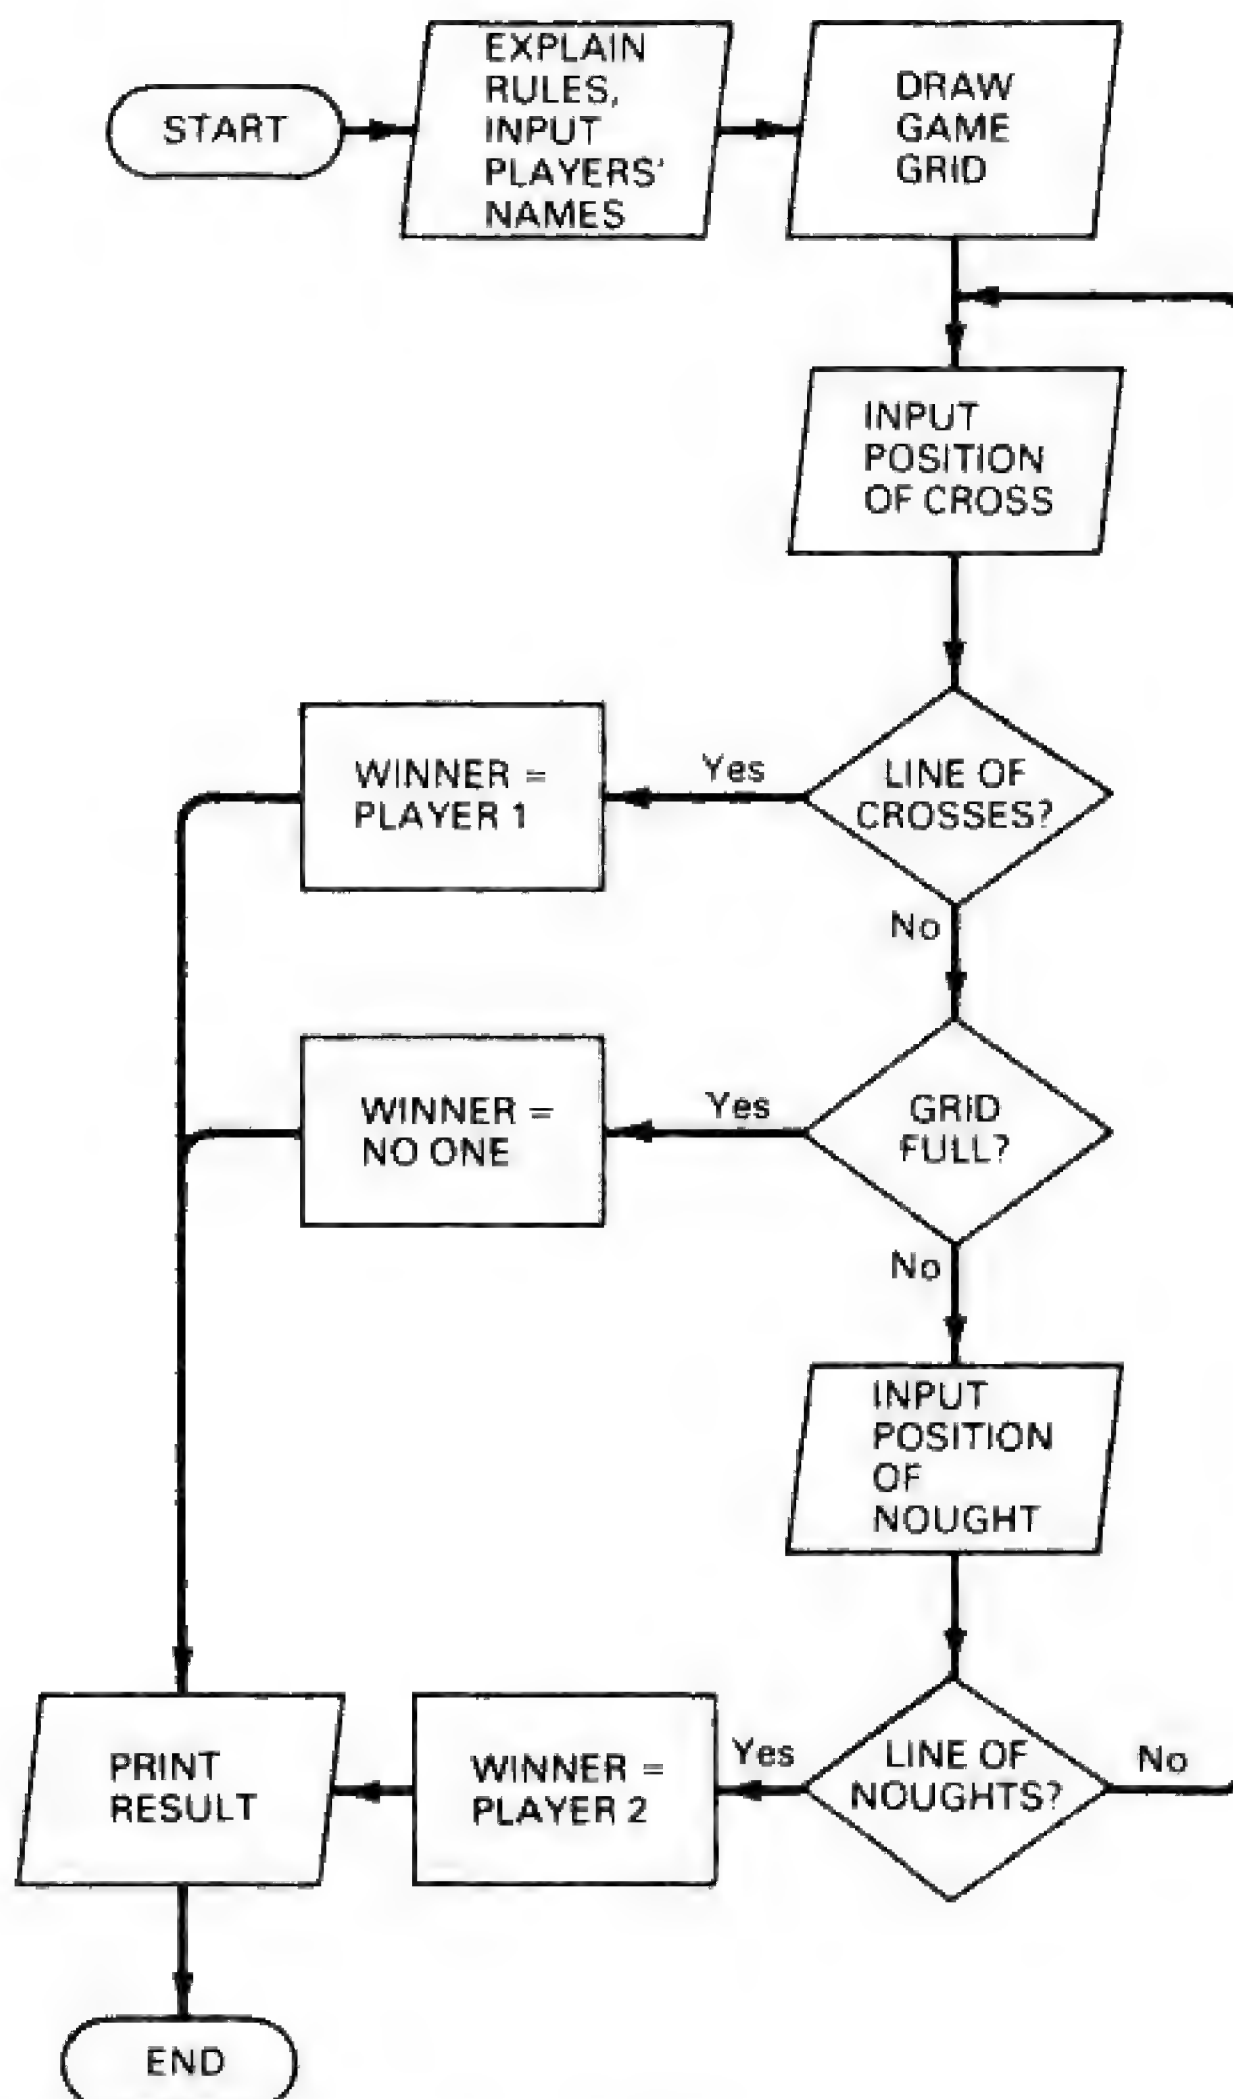 START
EXPLAIN
RULES,
INPUT
PLAYERS'
NAMES
DRAW
GAME
GRID
INPUT
POSITION
OF CROSS
LINE OF
CROSSES?
Yes
WINNER =
PLAYER 1
No
GRID
FULL?
Yes
WINNER =
NO ONE
No
INPUT
POSITION
OF
NOUGHT
LINE OF
NOUGHTS?
No
Yes
WINNER =
PLAYER 2
PRINT
RESULT
END